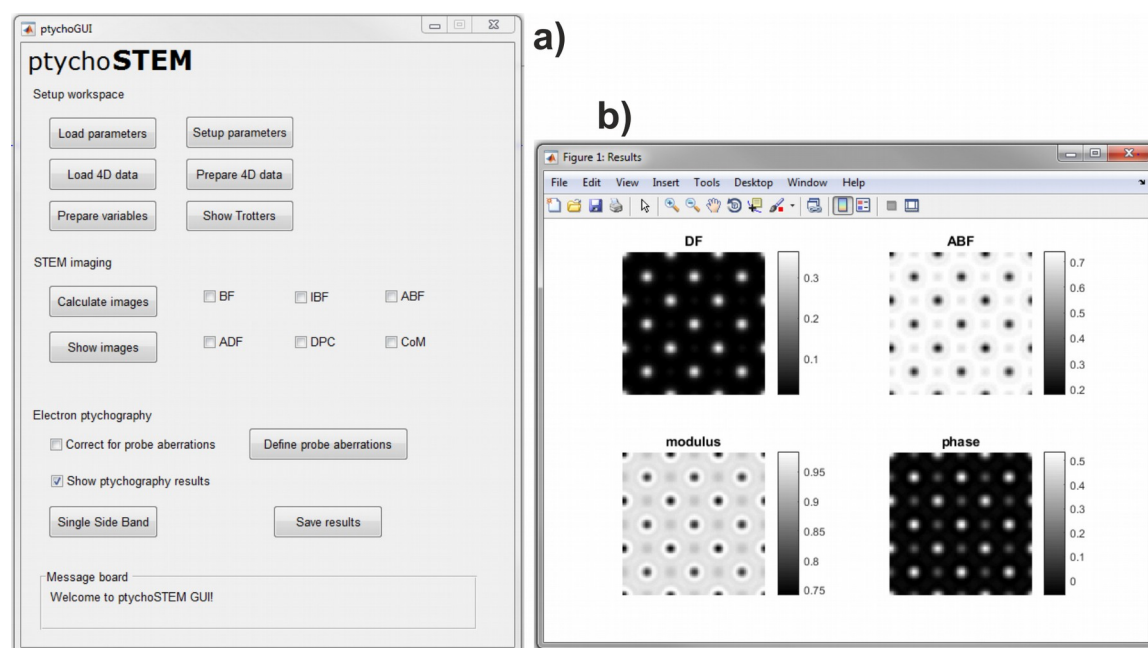 ptychoGUI
a)
ptychoSTEM
Setup workspace
Load parameters
Setup parameters
Load 4D data
Prepare 4D data
Prepare variables
Show Trotters
STEM imaging
Calculate images
BF
IBF
ABF
Show images
ADF
DPC
CoM
Electron ptychography
Correct for probe aberrations
Define probe aberrations
Show ptychography results
Single Side Band
Save results
Message board
Welcome to ptychoSTEM GUI!
b)
Figure 1: Results
File Edit View Insert Tools Desktop Window Help
DF
0.3
0.2
0.1
ABF
0.7
0.6
0.5
0.4
0.3
0.2
modulus
0.95
0.9
0.85
0.8
0.75
phase
0.5
0.4
0.3
0.2
0.1
0